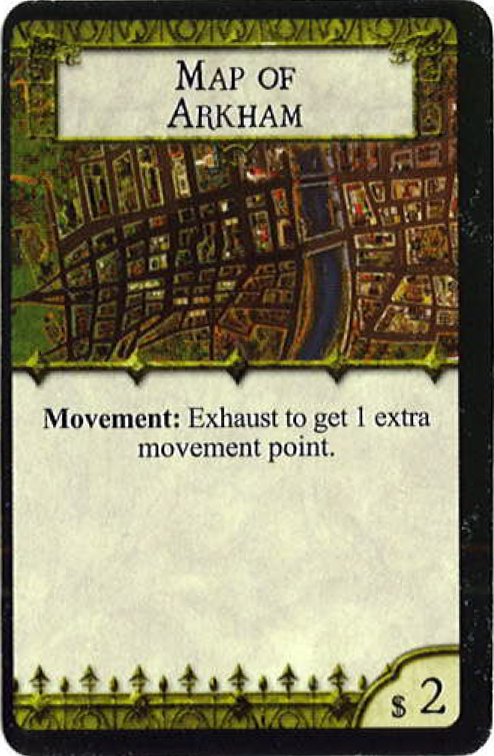 MAP OF
ARKHAM
Movement: Exhaust to get 1 extra
movement point.
$ 2